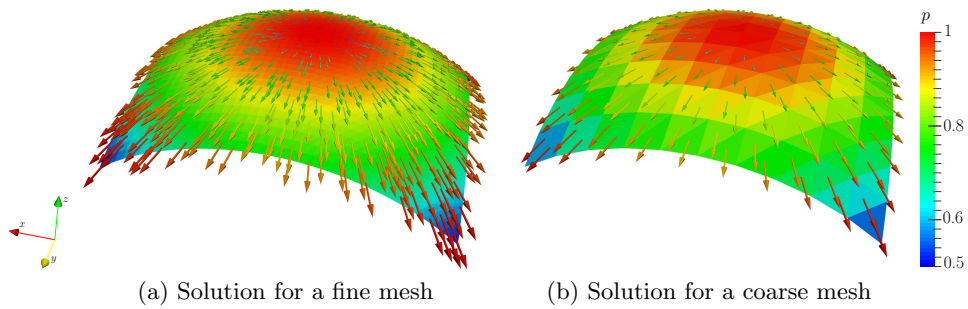 p
1
0.8
0.6
0.5
z
x
y
(a) Solution for a fine mesh
(b) Solution for a coarse mesh